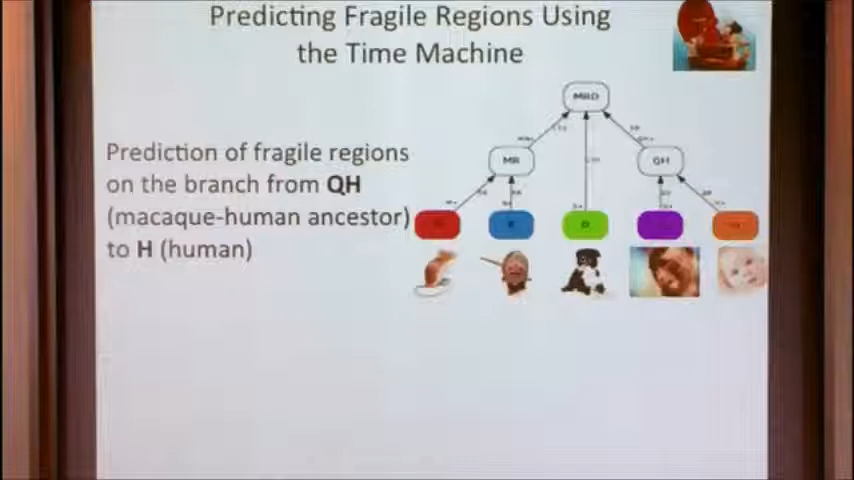 Predicting Fragile Regions Using
the Time Machine
Prediction of fragile regions
on the branch from QH
(macaque-human ancestor)
to H (human)
MRD
MR
QH
D